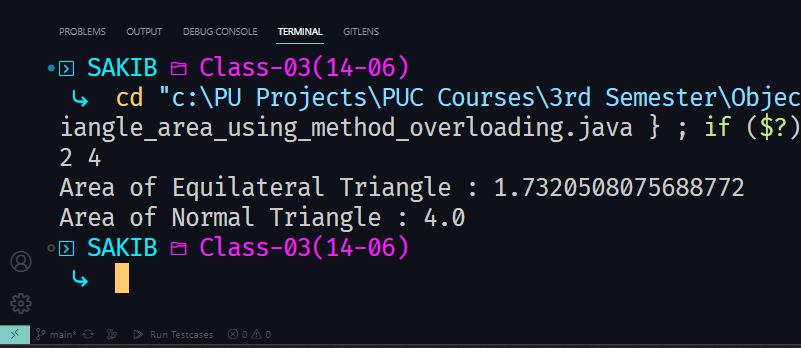 PROBLEMS OUTPUT DEBUG CONSOLE TERMINAL GITLENS
SAKIB Class-03(14-06)
cd "c:\PU Projects\PUC Courses\3rd Semester\Objec
iangle_area_using_method_overloading.java } ; if ($?)
2 4
Area of Equilateral Triangle : 1.7320508075688772
Area of Normal Triangle : 4.0
SAKIB Class-03(14-06)
main* Run Testcases 0 0